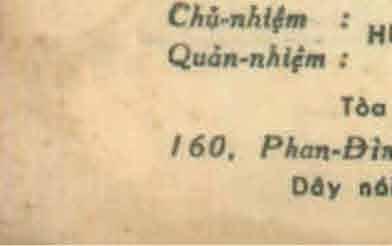 Chủ-nhiệm :
Quản-nhiệm :
Tòa
160, Phan-Đìn
Dây nói